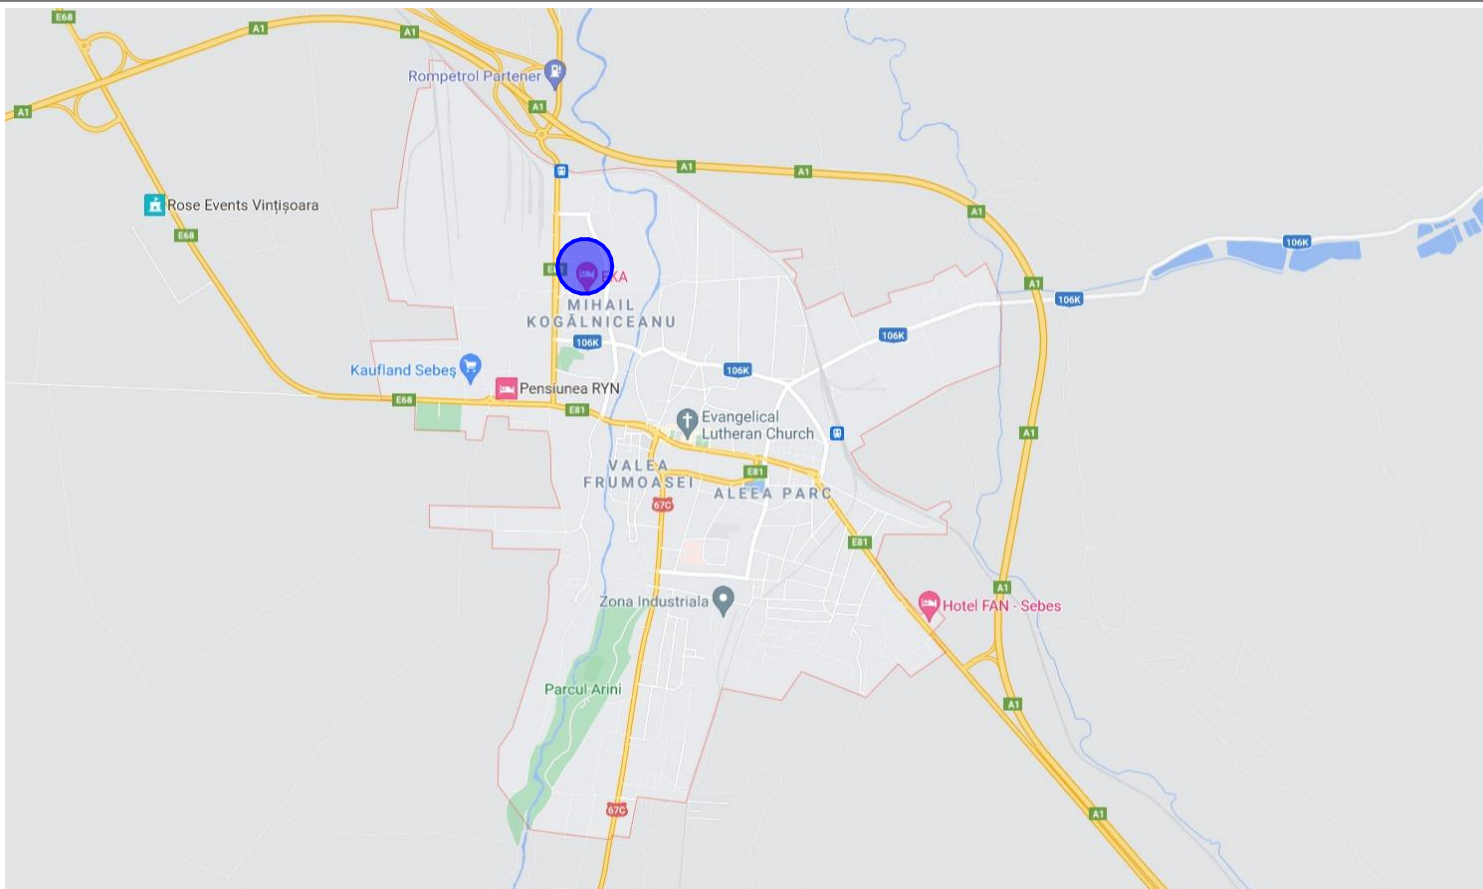 E68
A1
A1
Rompetrol Partener
A1
A1
A1
A1
Rose Events Vințișoara
A1
E68
106K
A1
106K
MIHAIL
KOGĂLNICEANU
106K
106K
Kaufland Sebeș
106K
Pensiunea RYN
E68
E81
Evangelical
Lutheran Church
A1
VALEA
FRUMOASEI
E81
ALEEA PARC
67C
E81
A1
Zona Industriala
Hotel FAN - Sebes
Parcul Arini
A1
67C
A1